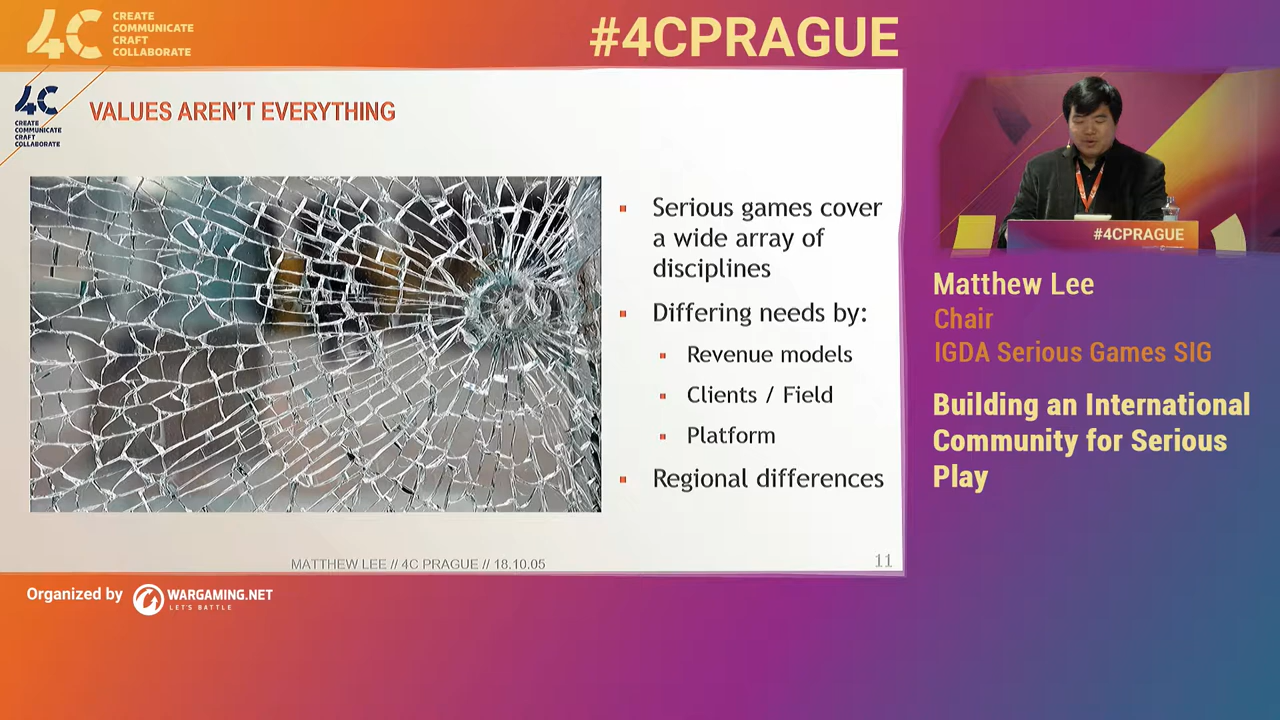 4C
CREATE
COMMUNICATE
CRAFT
COLLABORATE
#4CPRAGUE
4C
CREATE
COMMUNICATE
CRAFT
COLLABORATE
VALUES AREN'T EVERYTHING
Serious games cover
a wide array of
disciplines
Differing needs by:
Revenue models
Clients / Field
Platform
Regional differences
MATTHEW LEE // 4C PRAGUE // 18.10.05
11
#4CPRAGUE
Matthew Lee
Chair
IGDA Serious Games SIG
Building an International
Community for Serious
Play
Organized by
WARGAMING.NET
LET'S BATTLE